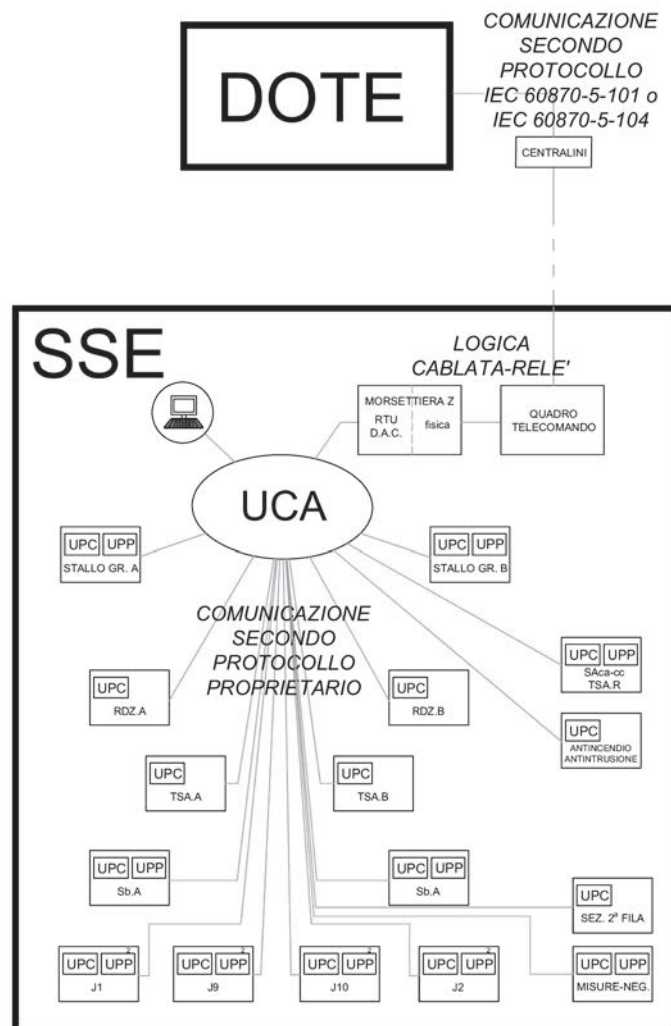 COMUNICAZIONE
SECONDO
PROTOCOLLO
IEC 60870-5-101 o
IEC 60870-5-104
DOTE
CENTRALINI
SSE
LOGICA
CABLATA-RELE'
MORSETTIERA Z
RTU
D.A.C.
fisica
QUADRO
TELECOMANDO
UCA
UPC UPP
STALLO GR. A
UPC UPP
STALLO GR. B
COMUNICAZIONE
SECONDO
PROTOCOLLO
PROPRIETARIO
UPC UPP
SAca-cc
TSA.R
UPC
RDZ.A
UPC
RDZ.B
UPC
ANTINCENDIO
ANTINTRUSIONE
UPC
TSA.A
UPC
TSA.B
UPC UPP
Sb.A
UPC UPP
Sb.A
UPC
SEZ. 2ª FILA
UPC UPP 2
J1
UPC UPP 2
J9
UPC UPP 2
J10
UPC UPP 2
J2
UPC UPP
MISURE-NEG.